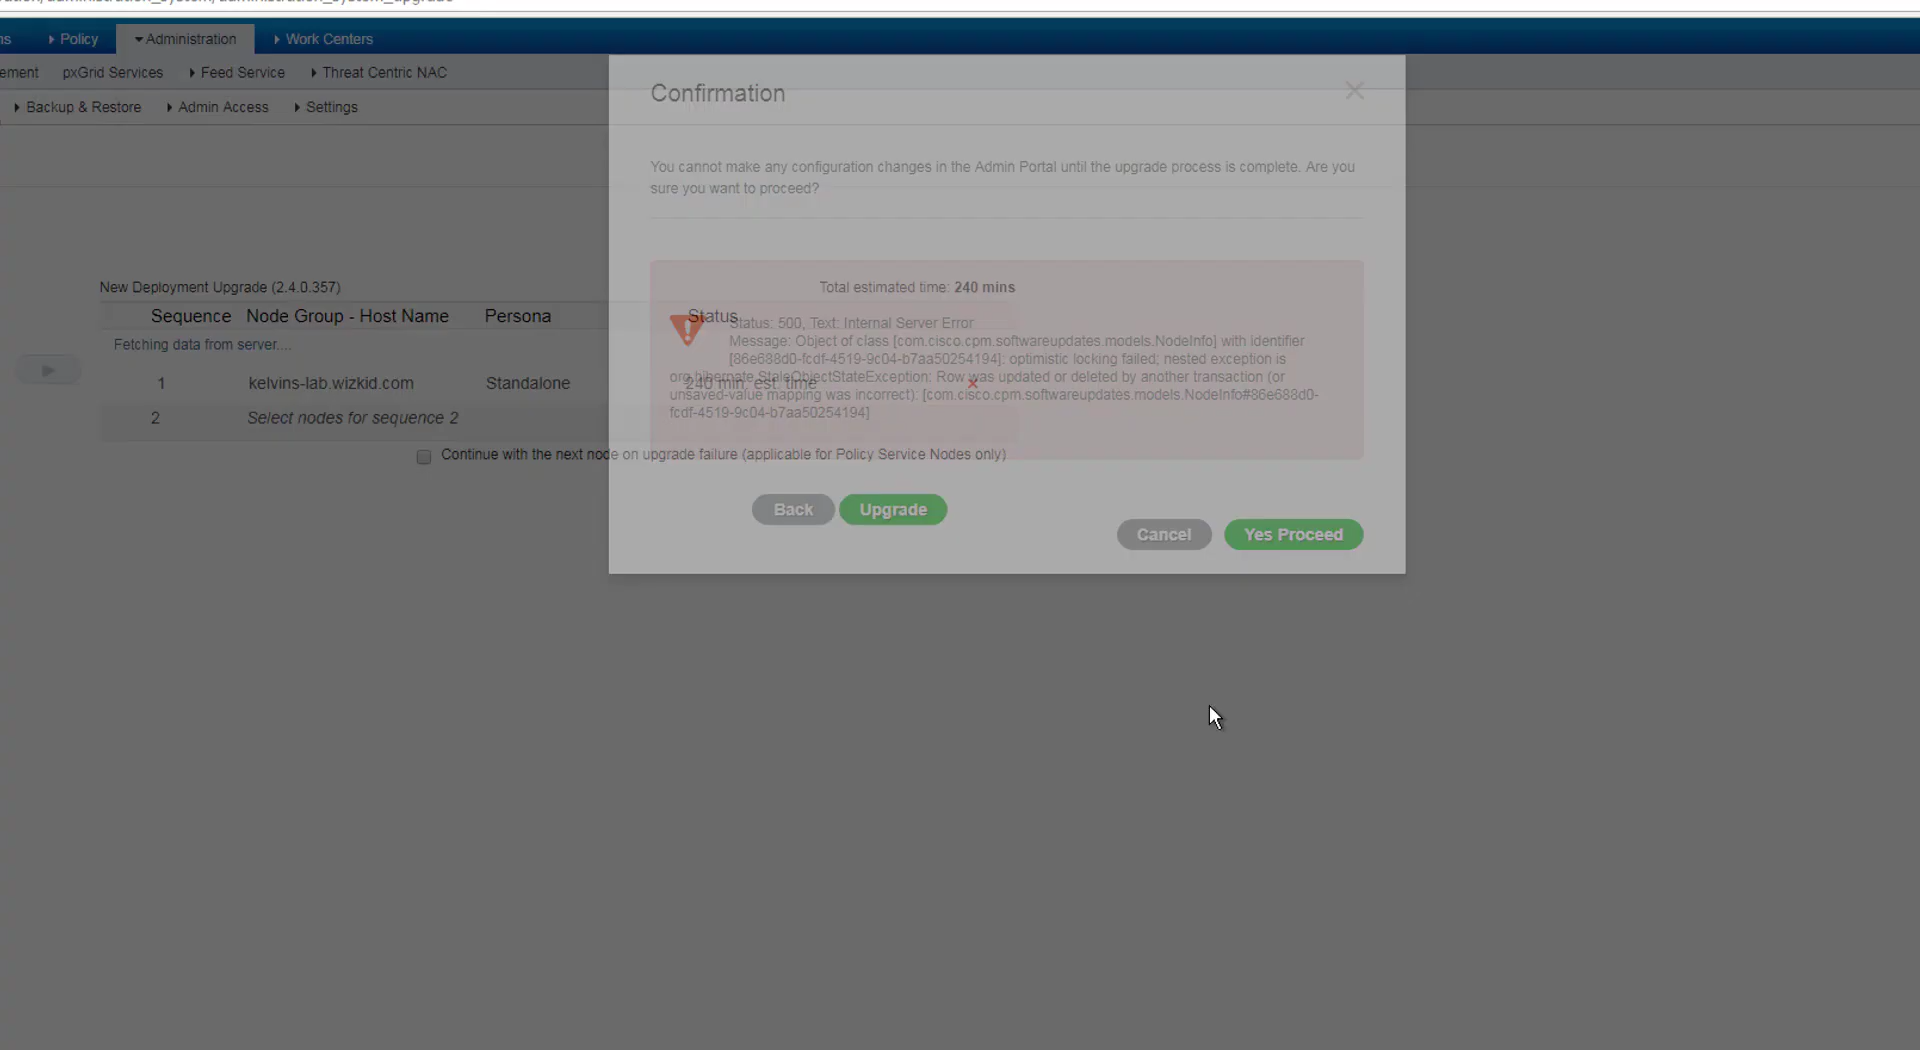 ns Policy Administration Work Centers
ement pxGrid Services Feed Service Threat Centric NAC
Backup & Restore Admin Access Settings
Confirmation
You cannot make any configuration changes in the Admin Portal until the upgrade process is complete. Are you
sure you want to proceed?
New Deployment Upgrade (2.4.0.357)
Total estimated time: 240 mins
Sequence Node Group - Host Name Persona Status
Fetching data from server....
1 kelvins-lab.wizkid.com Standalone 240 min. est. time
2 Select nodes for sequence 2
Continue with the next node on upgrade failure (applicable for Policy Service Nodes only)
Status: 500, Text: Internal Server Error
Message: Object of class [com.cisco.cpm.softwareupdates.models.NodeInfo] with identifier
[86e688d0-fcdf-4519-9c04-b7aa50254194]: optimistic locking failed; nested exception is
org.hibernate.StaleObjectStateException: Row was updated or deleted by another transaction (or
unsaved-value mapping was incorrect): [com.cisco.cpm.softwareupdates.models.NodeInfo#86e688d0-
fcdf-4519-9c04-b7aa50254194]
Back Upgrade
Cancel Yes Proceed